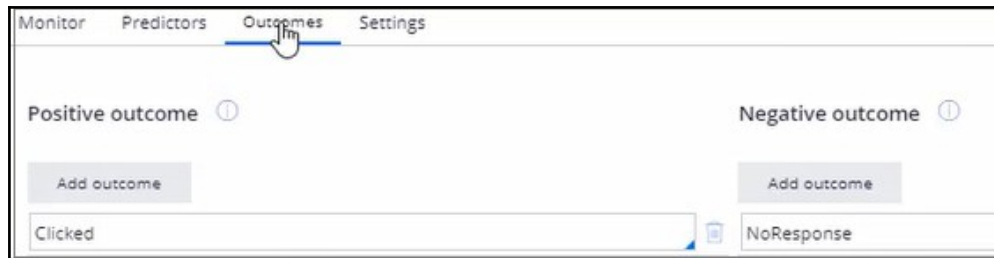 Monitor Predictors Outcomes Settings
Positive outcome Negative outcome
Add outcome Add outcome
Clicked NoResponse